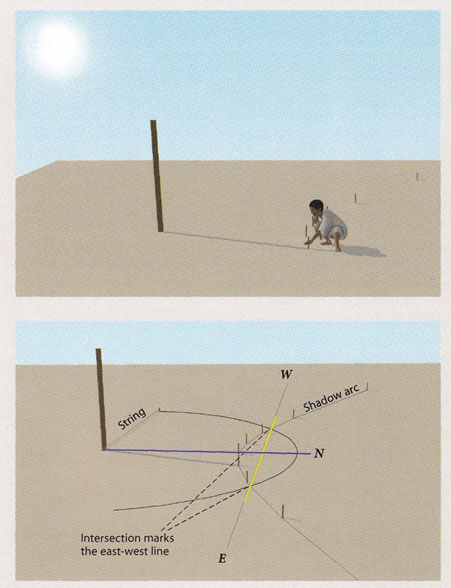 W
String
Shadow arc
N
Intersection marks
the east-west line
E